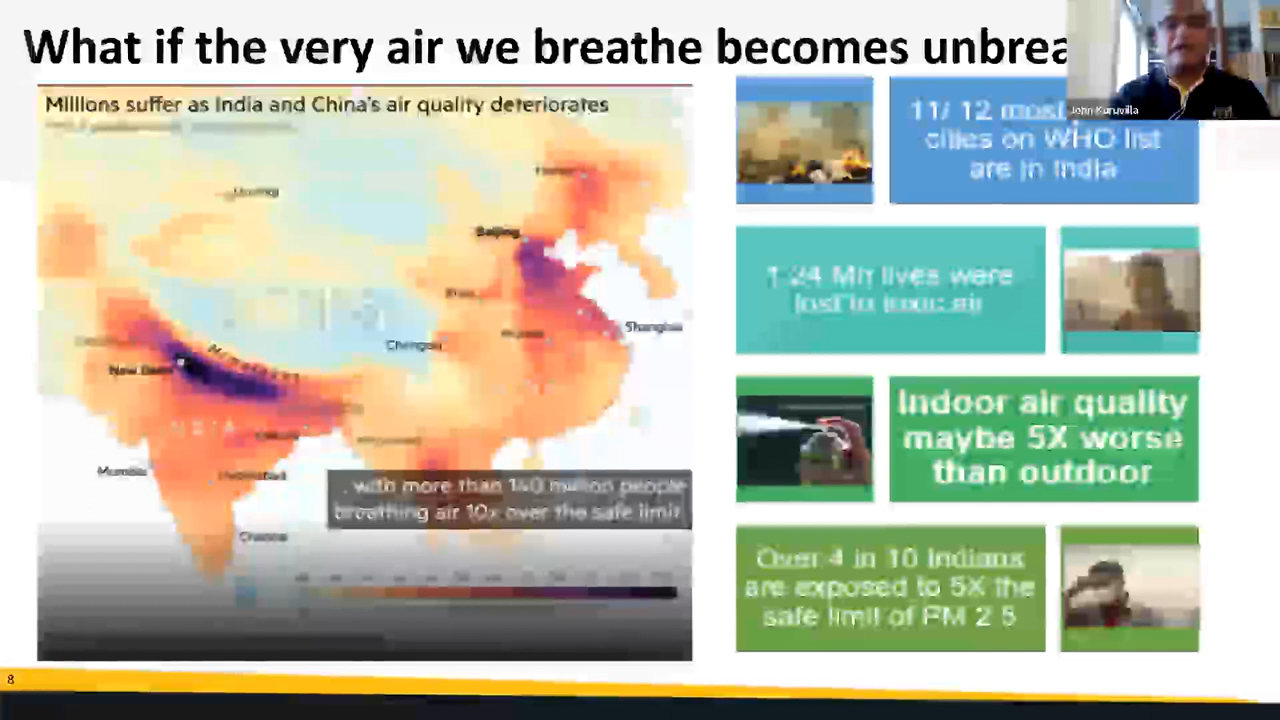 What if the very air we breathe becomes unbrea
John Kuruvilla
Millions suffer as India and China's air quality deteriorates
11/ 12 most
cities on WHO list
are in India
Beijing
Shanghai
Chengdu
New Delhi
Himalayas
INDIA
Mumbai
Hyderabad
Chennai
with more than 140 million people
breathing air 10x over the safe limit
1.24 Mn lives were
lost to toxic air
Indoor air quality
maybe 5X worse
than outdoor
Over 4 in 10 Indians
are exposed to 5X the
safe limit of PM 2.5
8